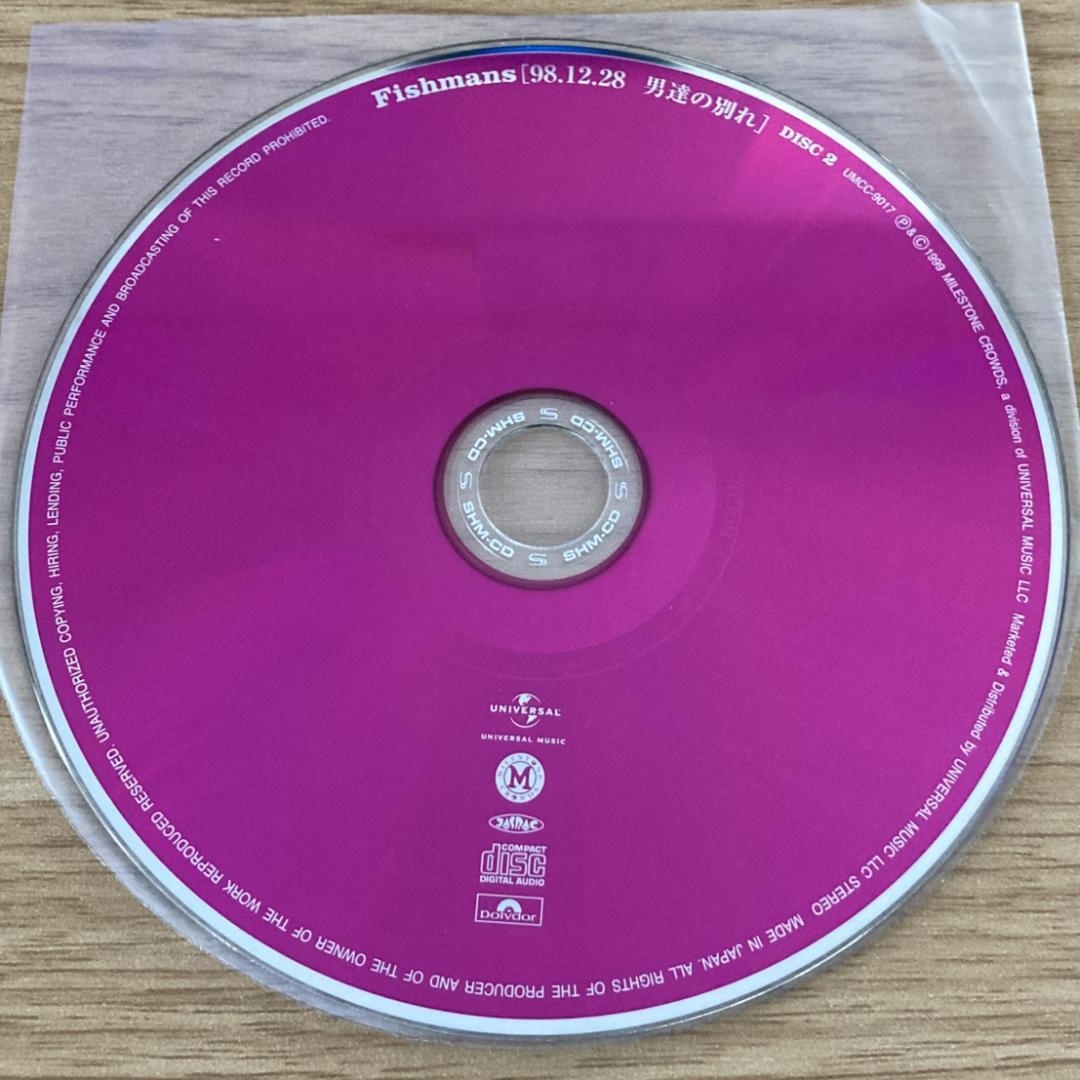 Fishmans [98.12.28 男達の別れ] DISC 2 UMCC-9017 Ⓟ&Ⓒ1999 MILESTONE CROWDS, a division of UNIVERSAL MUSIC LLC Marketed & Distributed by UNIVERSAL MUSIC LLC STEREO MADE IN JAPAN. ALL RIGHTS OF THE PRODUCER AND OF THE OWNER OF THE WORK REPRODUCED RESERVED. UNAUTHORIZED COPYING, HIRING, LENDING, PUBLIC PERFORMANCE AND BROADCASTING OF THIS RECORD PROHIBITED.
SHM-CD S SHM-CD S SHM-CD S SHM-CD S
UNIVERSAL
UNIVERSAL MUSIC
MILESTONE
M
CROWDS
JASRAC
COMPACT
disc
DIGITAL AUDIO
Polydor